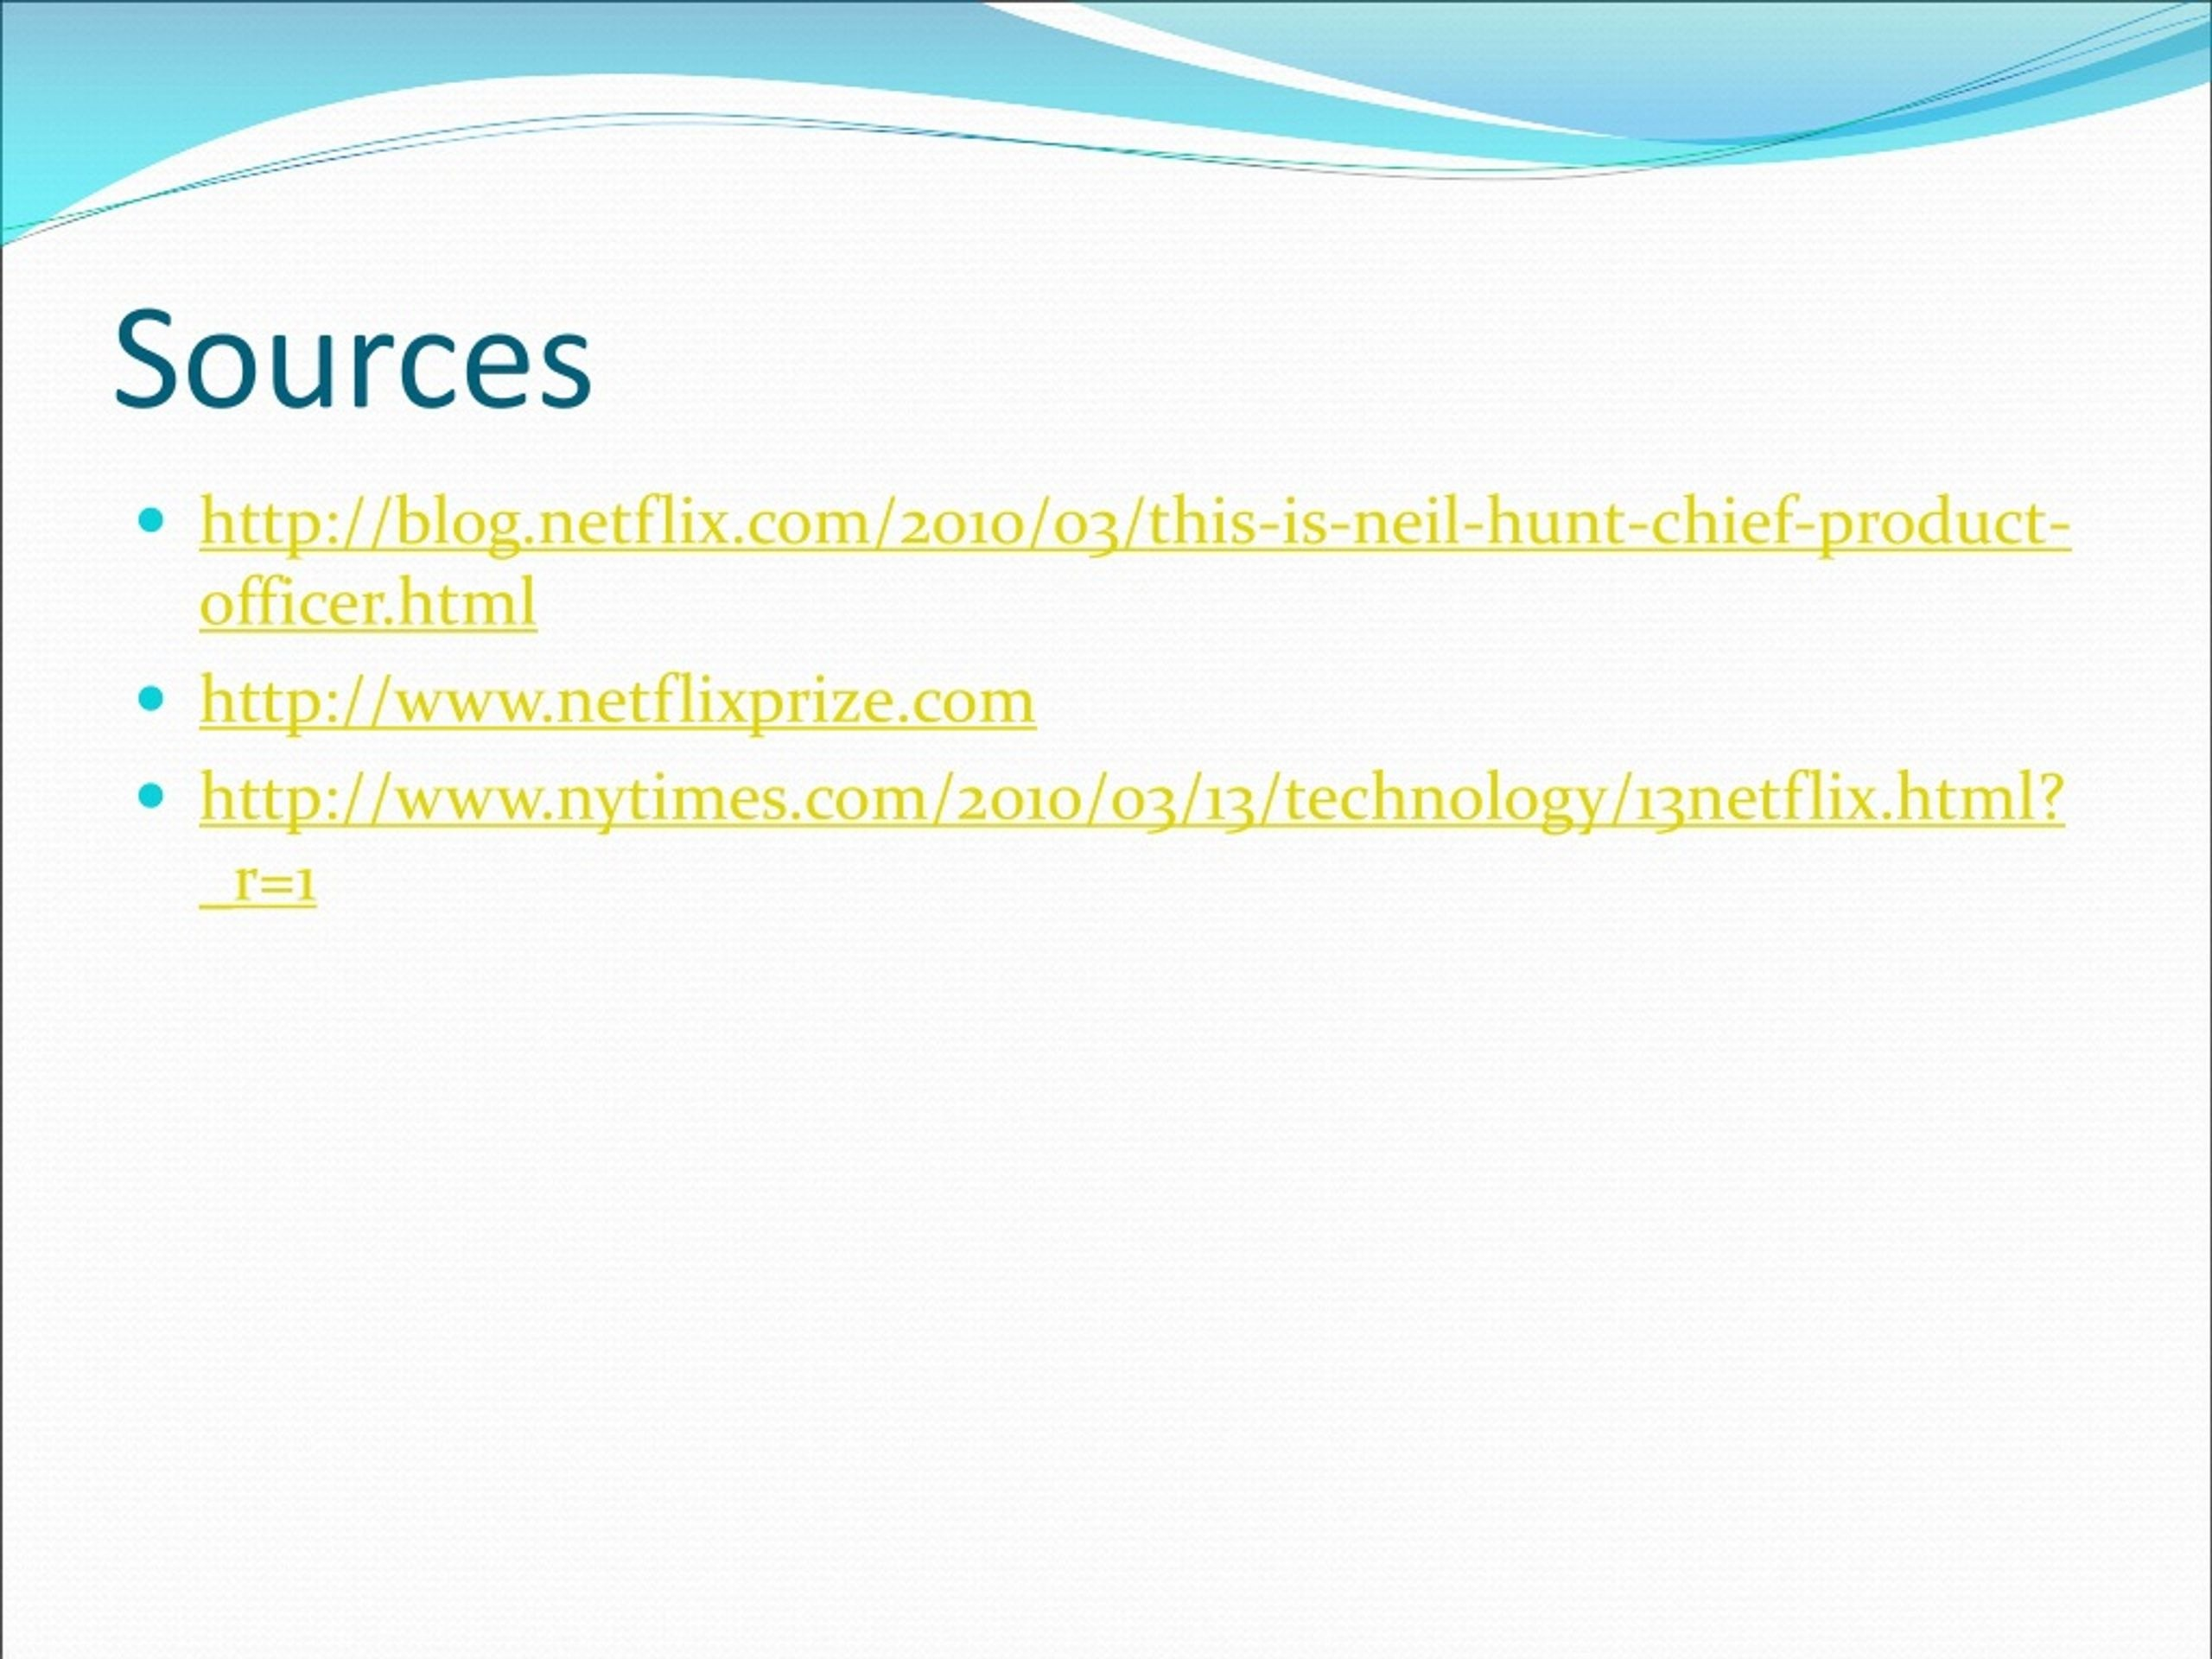 Sources
http://blog.netflix.com/2010/03/this-is-neil-hunt-chief-product-
officer.html
http://www.netflixprize.com
http://www.nytimes.com/2010/03/13/technology/13netflix.html?
_r=1